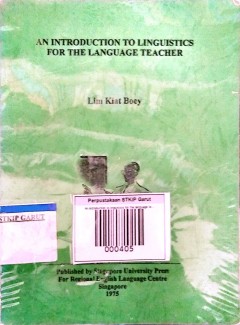 AN INTRODUCTION TO LINGUISTICS
FOR THE LANGUAGE TEACHER
Lim Kiat Boey
Perpustakaan STKIP Garut
000405
STKIP GARUT
Published by Singapore University Press
For Regional English Language Centre
Singapore
1975